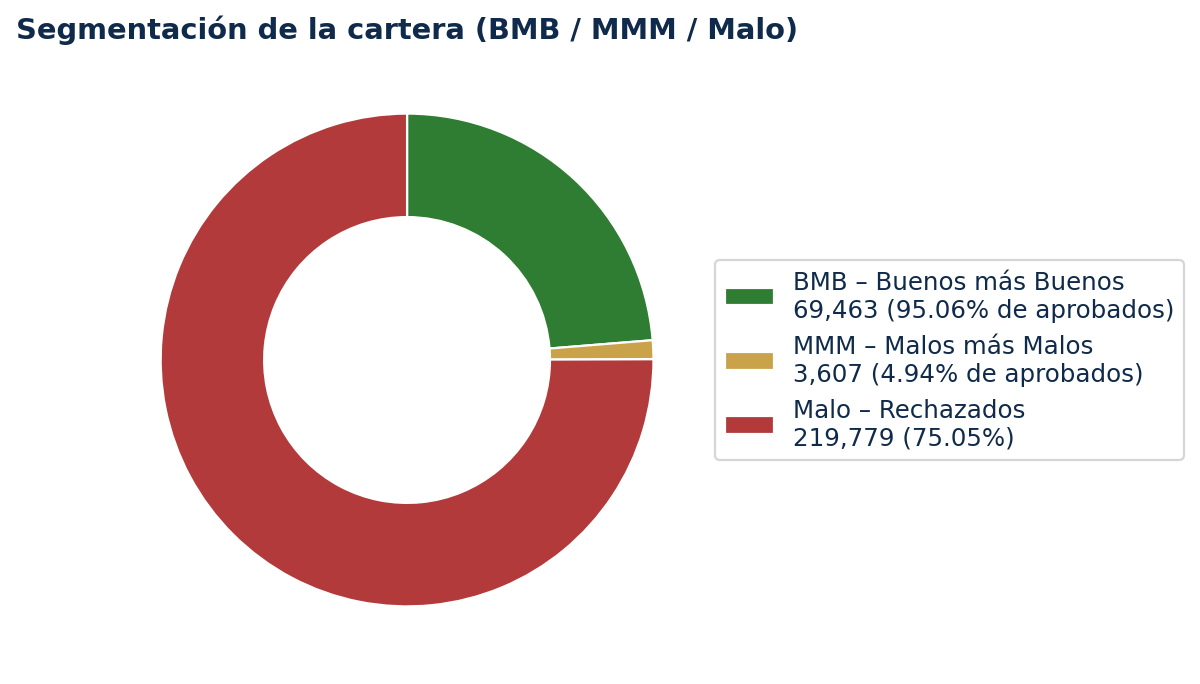 Segmentación de la cartera (BMB / MMM / Malo)
BMB – Buenos más Buenos
69,463 (95.06% de aprobados)
MMM – Malos más Malos
3,607 (4.94% de aprobados)
Malo – Rechazados
219,779 (75.05%)